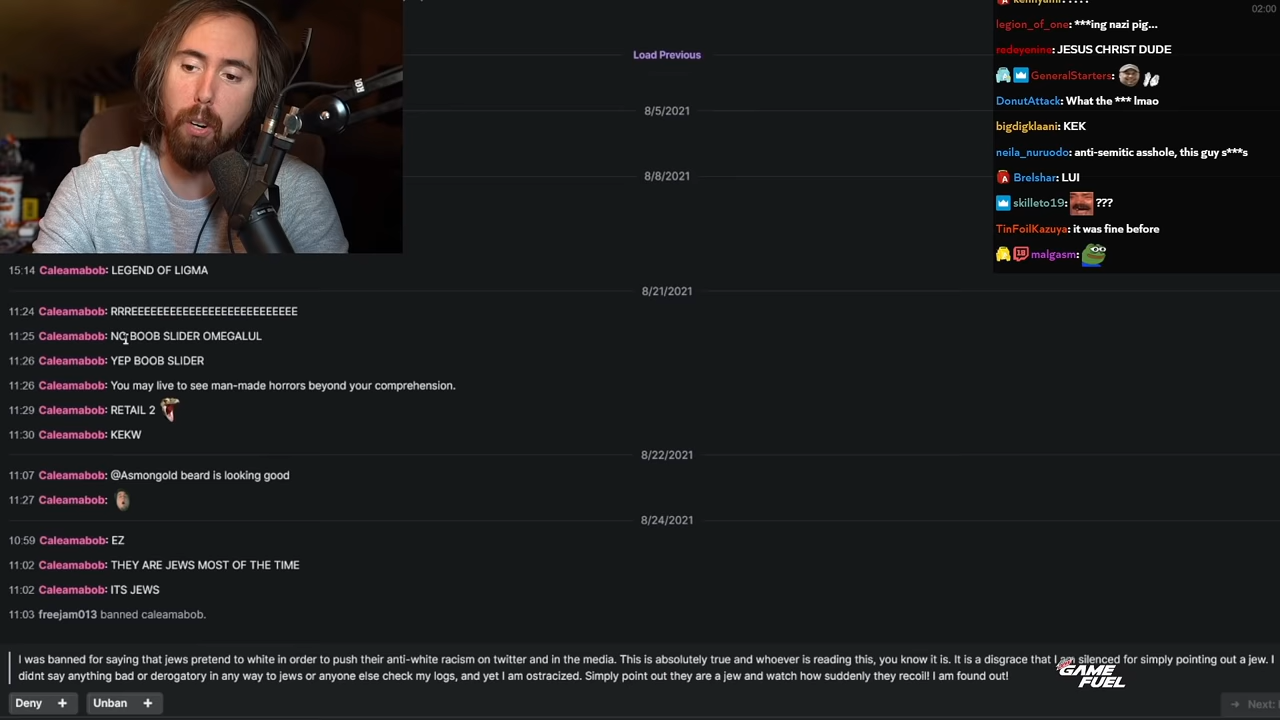 Load Previous
8/5/2021
8/8/2021
15:14 Caleamabob: LEGEND OF LIGMA
8/21/2021
11:24 Caleamabob: RRREEEEEEEEEEEEEEEEEEEEEEEEEE
11:25 Caleamabob: NO BOOB SLIDER OMEGALUL
11:26 Caleamabob: YEP BOOB SLIDER
11:26 Caleamabob: You may live to see man-made horrors beyond your comprehension.
11:29 Caleamabob: RETAIL 2
11:30 Caleamabob: KEKW
8/22/2021
11:07 Caleamabob: @Asmongold beard is looking good
11:27 Caleamabob:
8/24/2021
10:59 Caleamabob: EZ
11:02 Caleamabob: THEY ARE JEWS MOST OF THE TIME
11:02 Caleamabob: ITS JEWS
11:03 freejam013 banned caleamabob.
I was banned for saying that jews pretend to white in order to push their anti-white racism on twitter and in the media. This is absolutely true and whoever is reading this, you know it is. It is a disgrace that I am silenced for simply pointing out a jew. I
didnt say anything bad or derogatory in any way to jews or anyone else check my logs, and yet I am ostracized. Simply point out they are a jew and watch how suddenly they recoil! I am found out!
Deny +
Unban +
→ Next:
GAME
FUEL
02:00
legion_of_one: ***ing nazi pig...
redeyenine: JESUS CHRIST DUDE
GeneralStarters:
DonutAttack: What the *** lmao
bigdigklaani: KEK
neila_nuruodo: anti-semitic asshole, this guy s***s
Brelshar: LUI
skilleto19: ???
TinFoilKazuya: it was fine before
malgasm: